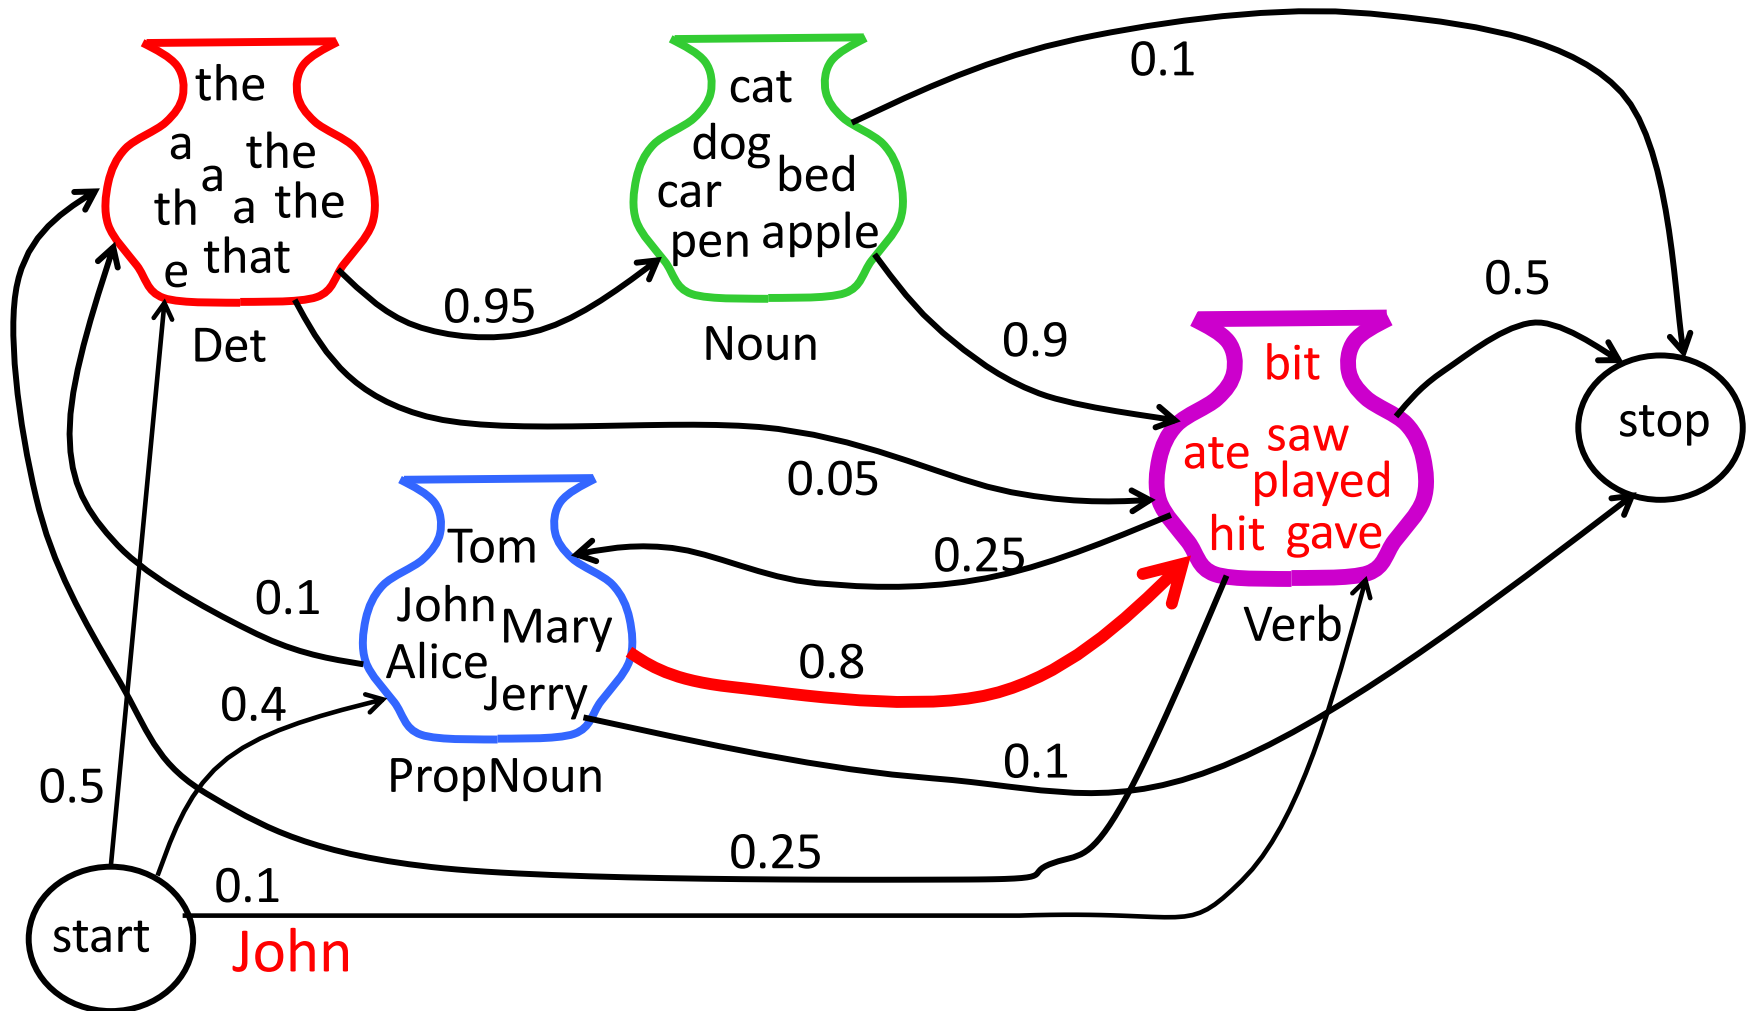 the
a
the
a
th
a
the
that
e
Det
cat
dog
bed
car
apple
pen
Noun
0.1
0.95
0.9
0.5
bit
saw
ate
played
hit
gave
Verb
stop
0.05
0.25
Tom
John
Mary
Alice
Jerry
PropNoun
0.1
0.8
0.4
0.1
0.5
0.25
0.1
start
John